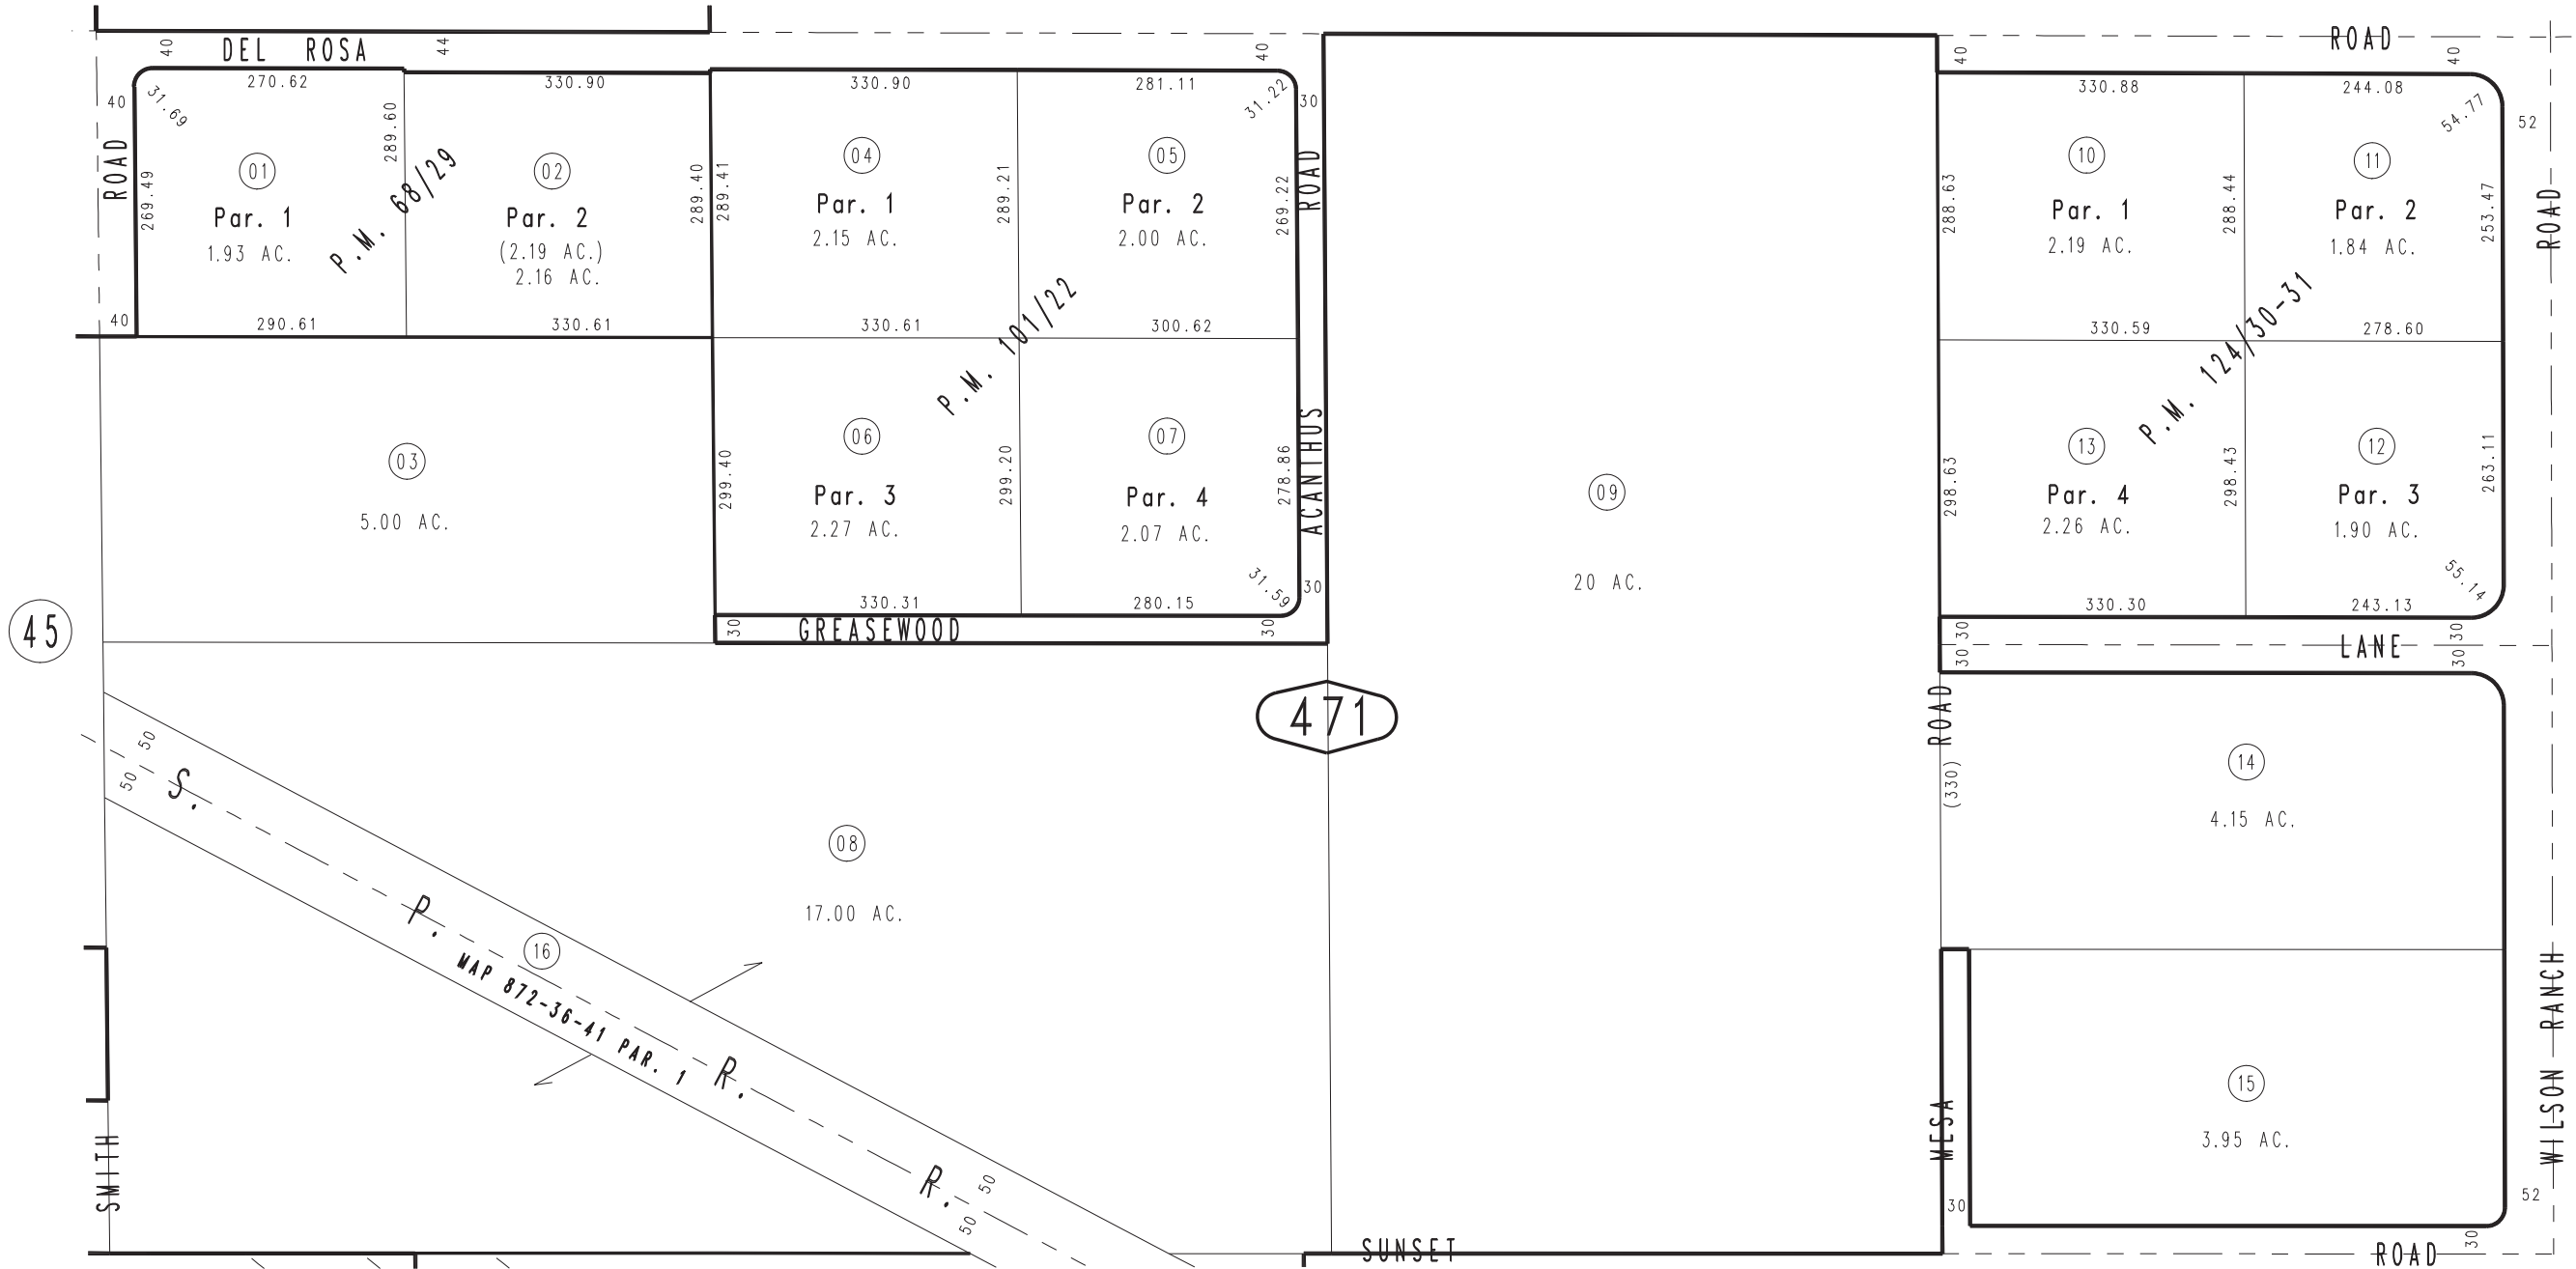 DEL ROSA
ROAD
40
44
40
40
40
270.62
330.90
330.90
281.11
330.88
244.08
40
31.69
289.60
31.22
30
54.77
52
ROAD
269.49
01
Par. 1
1.93 AC.
P.M. 68/29
02
Par. 2
(2.19 AC.)
2.16 AC.
289.40
289.41
04
Par. 1
2.15 AC.
289.21
05
Par. 2
2.00 AC.
269.22
ROAD
288.63
10
Par. 1
2.19 AC.
288.44
11
Par. 2
1.84 AC.
253.47
ROAD
40
290.61
330.61
330.61
300.62
330.59
278.60
P.M. 101/22
P.M. 124/30-31
03
5.00 AC.
299.40
06
Par. 3
2.27 AC.
299.20
07
Par. 4
2.07 AC.
278.86
ACANTHUS
31.59
30
09
20 AC.
298.63
13
Par. 4
2.26 AC.
298.43
12
Par. 3
1.90 AC.
263.11
55.14
330.31
280.15
330.30
243.13
45
30
GREASEWOOD
30
30
30
LANE
30
30
471
ROAD
(330)
14
4.15 AC.
50
50
S. P. R. R.
08
17.00 AC.
16
MAP 872-36-41 PAR. 1
50
50
SMITH
MESA
30
15
3.95 AC.
WILSON RANCH
52
30
SUNSET
ROAD